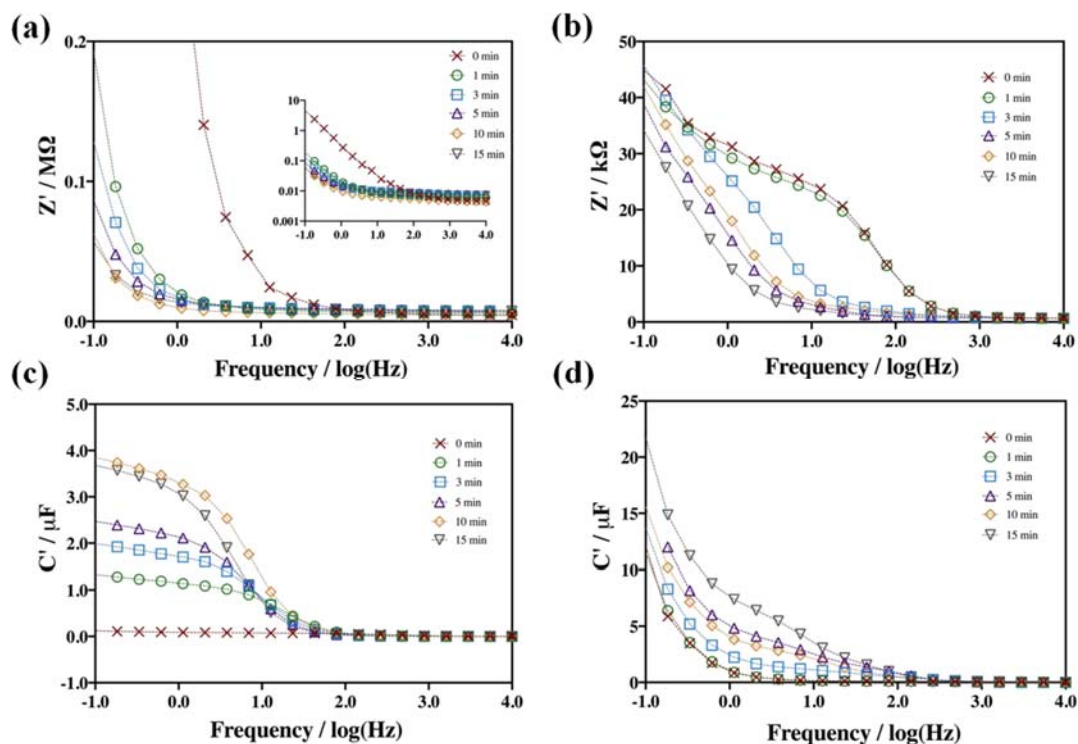 (a)
Z' / MΩ
0.2
0.1
0.0
-1.0 0.0 1.0 2.0 3.0 4.0
Frequency / log(Hz)
0 min
1 min
3 min
5 min
10 min
15 min
10
1
0.1
0.01
0.001
-1.0 0.0 1.0 2.0 3.0 4.0
(b)
Z' / kΩ
50
40
30
20
10
0
-1.0 0.0 1.0 2.0 3.0 4.0
Frequency / log(Hz)
0 min
1 min
3 min
5 min
10 min
15 min
(c)
C' / µF
5.0
4.0
3.0
2.0
1.0
0.0
-1.0
-1.0 0.0 1.0 2.0 3.0 4.0
Frequency / log(Hz)
0 min
1 min
3 min
5 min
10 min
15 min
(d)
C' / µF
25
20
15
10
5
0
-1.0 0.0 1.0 2.0 3.0 4.0
Frequency / log(Hz)
0 min
1 min
3 min
5 min
10 min
15 min